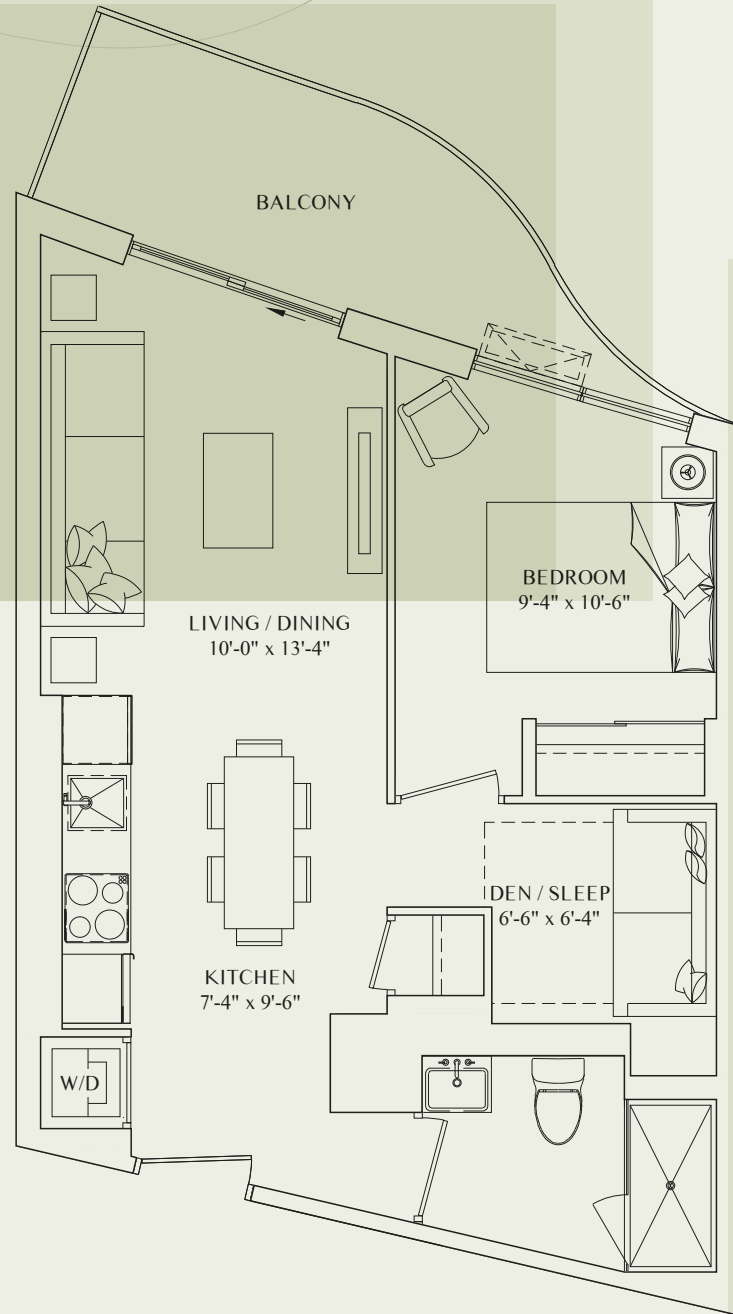 BALCONY
BEDROOM
9'-4" x 10'-6"
LIVING / DINING
10'-0" x 13'-4"
DEN / SLEEP
6'-6" x 6'-4"
KITCHEN
7'-4" x 9'-6"
W/D